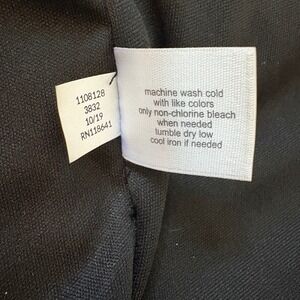 1108128
3832
10/19
RN118641
machine wash cold
with like colors
only non-chlorine bleach
when needed
tumble dry low
cool iron if needed